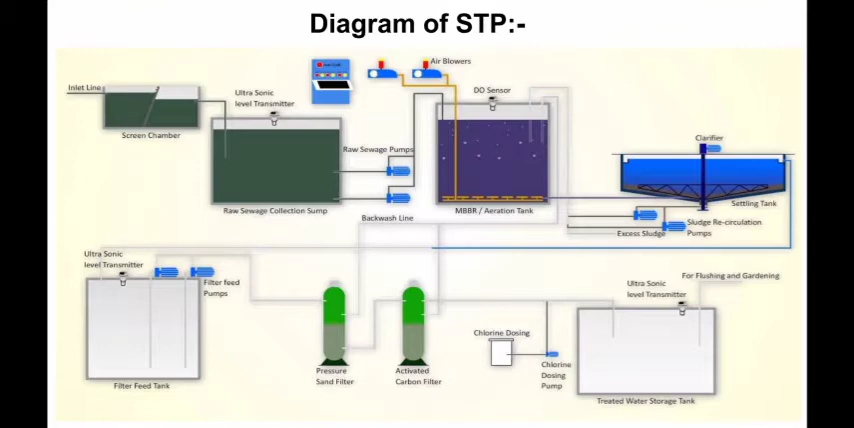 Diagram of STP:-
Air Blowers
Inlet Line
Ultra Sonic
level Transmitter
DO Sensor
Screen Chamber
Clarifier
Raw Sewage Pumps
Raw Sewage Collection Sump
MBBR / Aeration Tank
Settling Tank
Backwash Line
Sludge Re-circulation
Pumps
Excess Sludge
Ultra Sonic
level Transmitter
Filter feed
Pumps
Ultra Sonic
level Transmitter
For Flushing and Gardening
Chlorine Dosing
Pressure
Sand Filter
Activated
Carbon Filter
Chlorine
Dosing
Pump
Filter Feed Tank
Treated Water Storage Tank